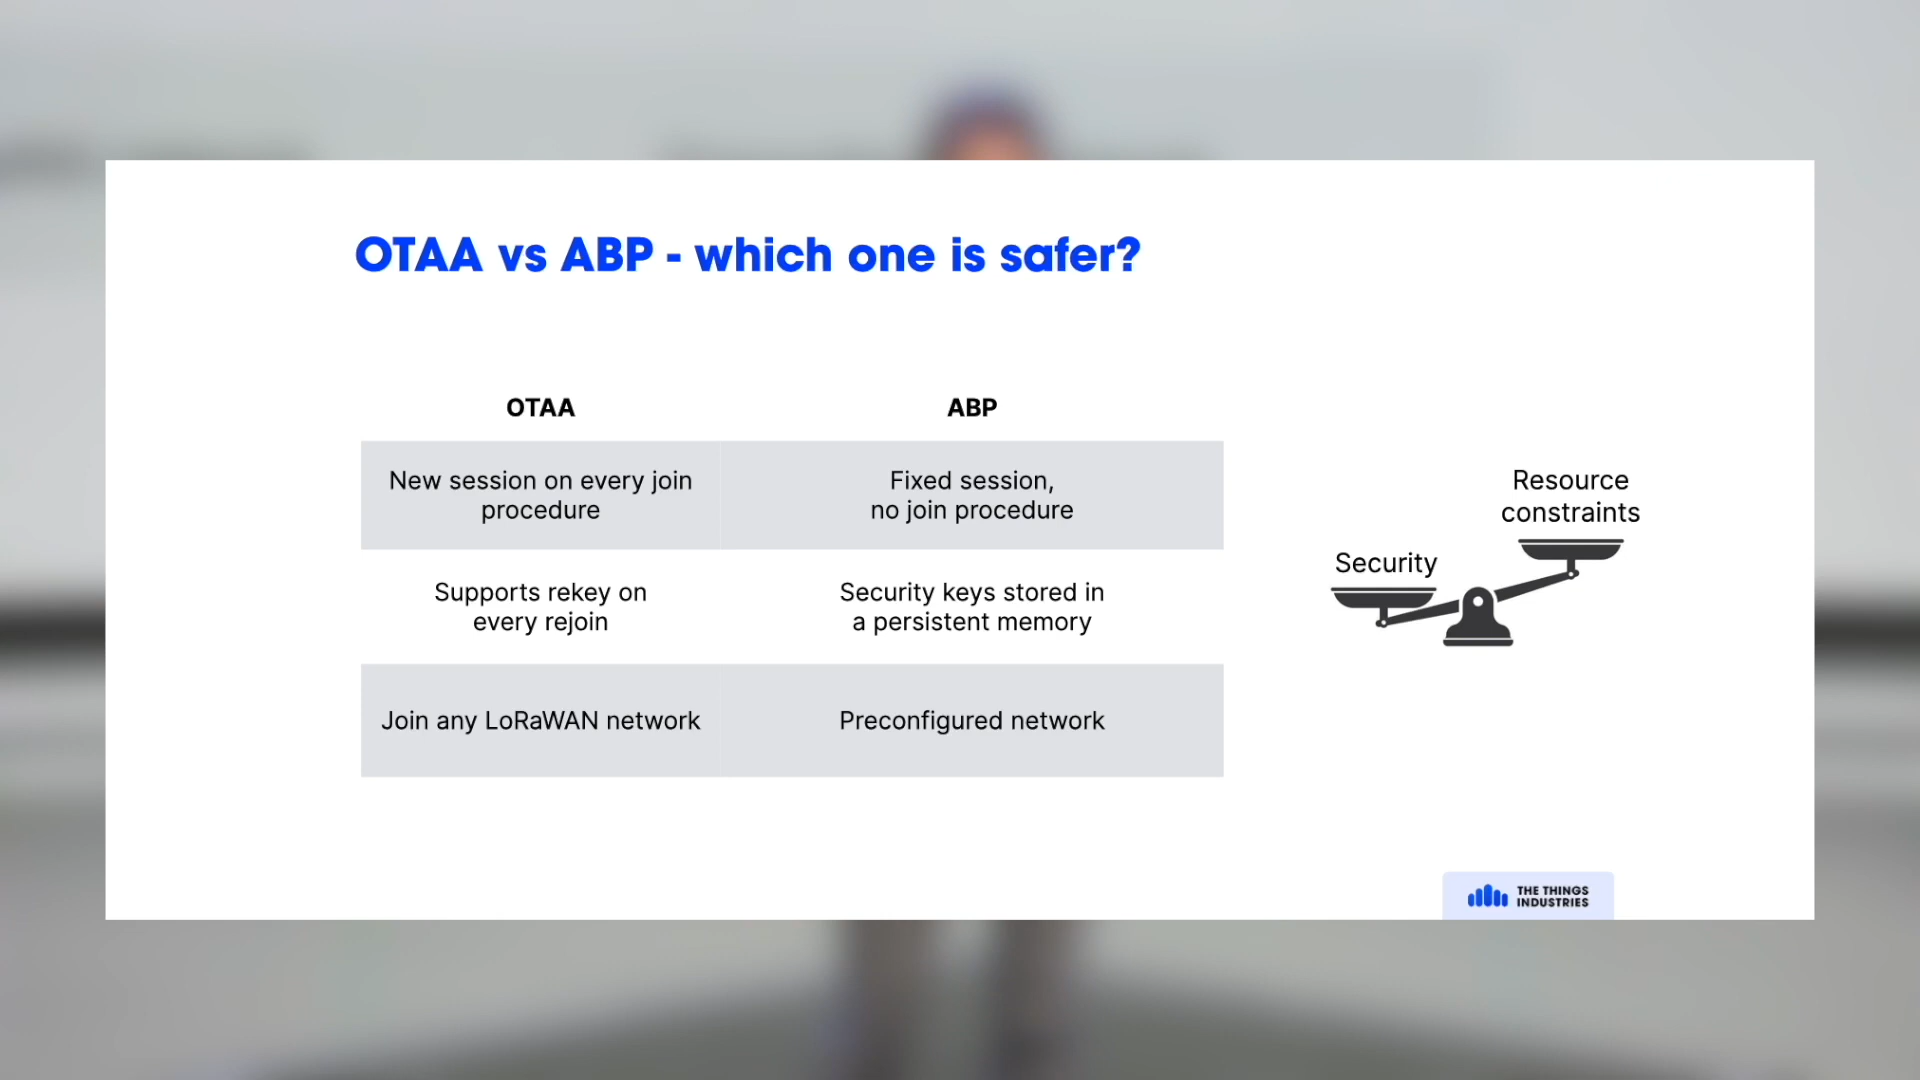 OTAA vs ABP - which one is safer?
OTAA
ABP
New session on every join
procedure
Fixed session,
no join procedure
Supports rekey on
every rejoin
Security keys stored in
a persistent memory
Join any LoRaWAN network
Preconfigured network
Resource
constraints
Security
THE THINGS
INDUSTRIES